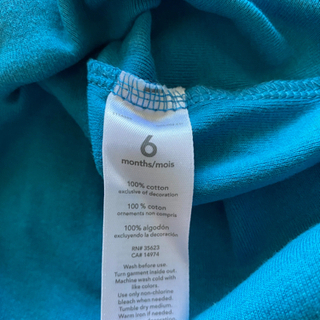 6
months/mois
100% cotton
exclusive of decoration
100 % coton
ornements non compris
100% algodón
excluyendo la decoración
RN# 35623
CA# 14974
Wash before use.
Turn garment inside out.
Machine wash cold with
like colors.
Use only non-chlorine
bleach when needed.
Tumble dry medium.
Warm iron if needed.